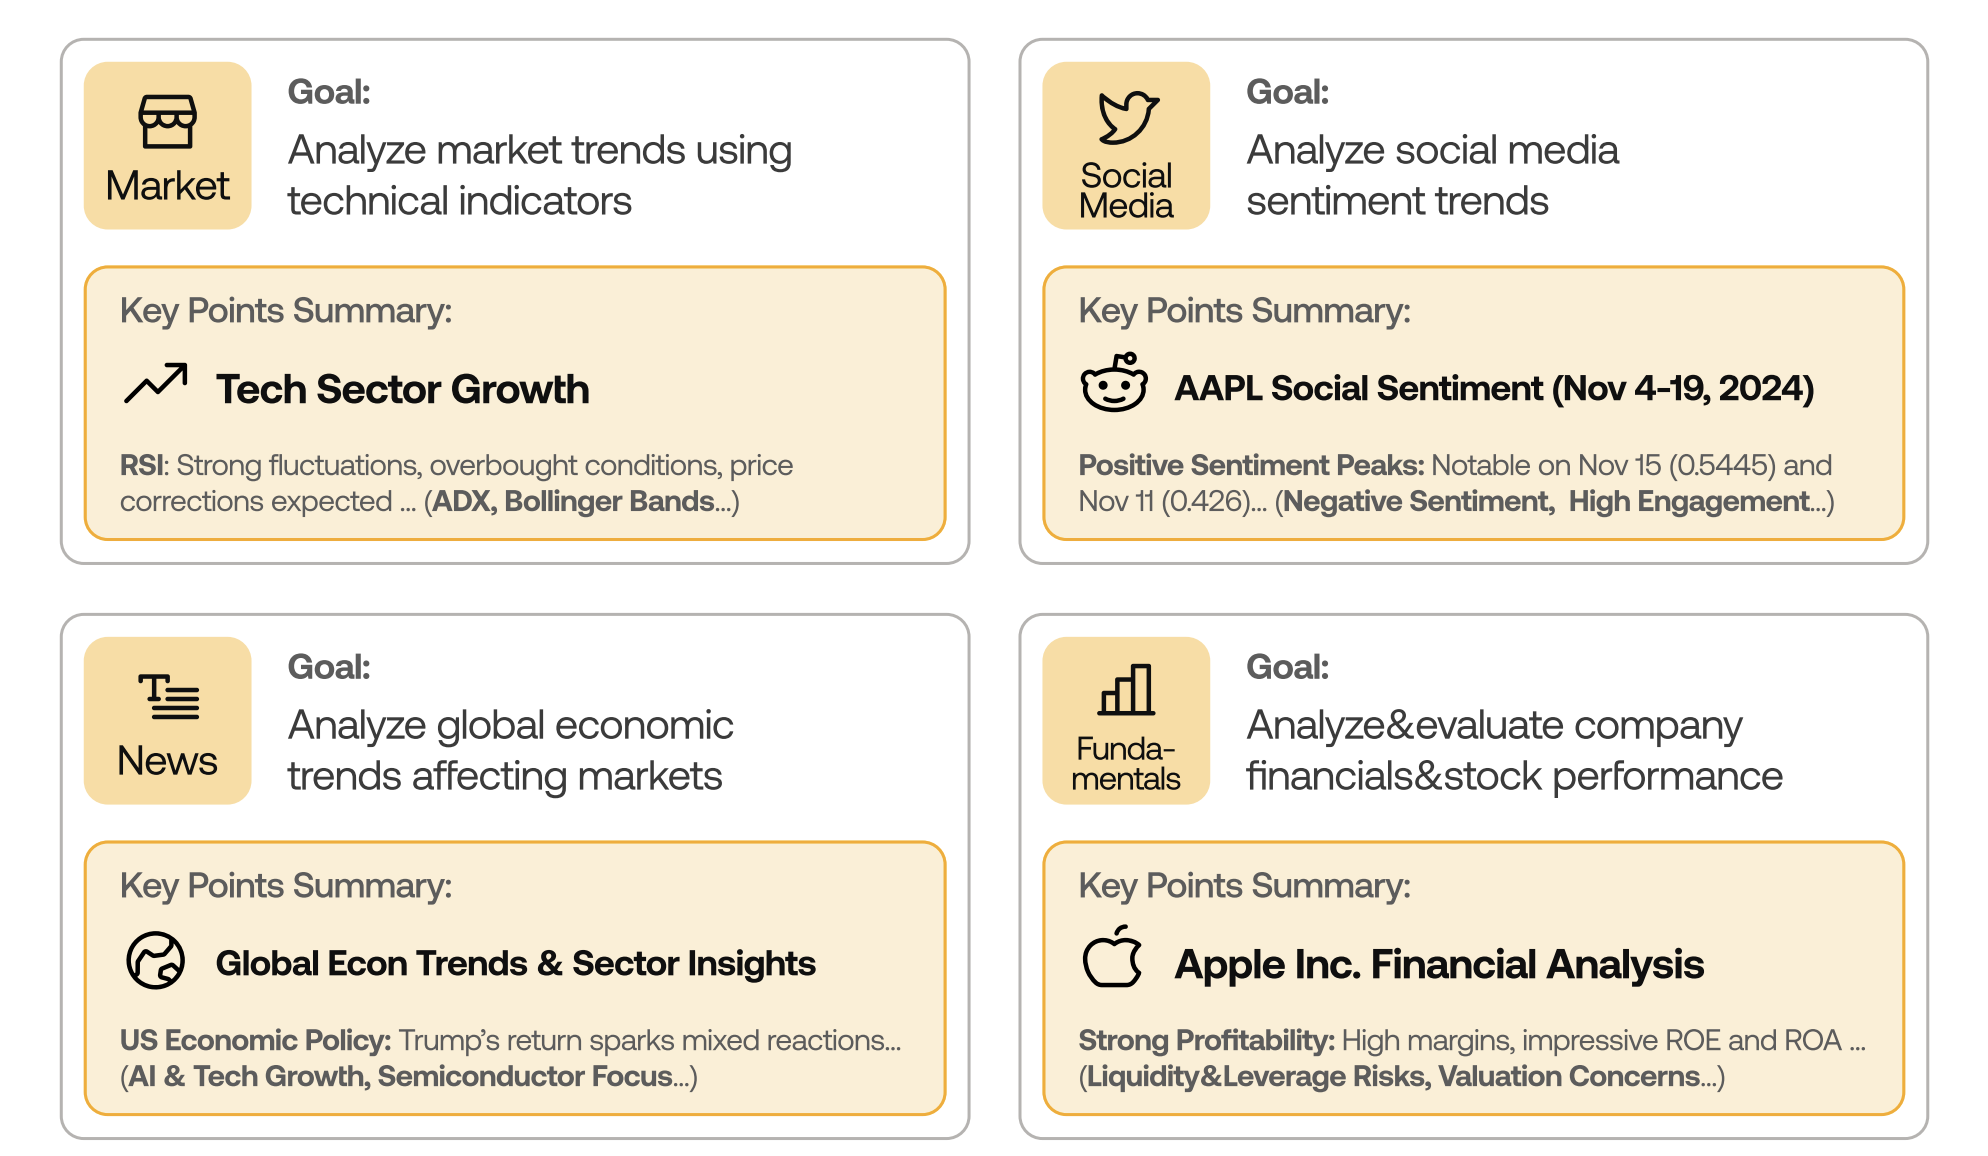 Market
Goal:
Analyze market trends using
technical indicators
Key Points Summary:
Tech Sector Growth
RSI: Strong fluctuations, overbought conditions, price
corrections expected ... (ADX, Bollinger Bands...)
Social
Media
Goal:
Analyze social media
sentiment trends
Key Points Summary:
AAPL Social Sentiment (Nov 4-19, 2024)
Positive Sentiment Peaks: Notable on Nov 15 (0.5445) and
Nov 11 (0.426)... (Negative Sentiment,  High Engagement...)
News
Goal:
Analyze global economic
trends affecting markets
Key Points Summary:
Global Econ Trends & Sector Insights
US Economic Policy: Trump’s return sparks mixed reactions...
(AI & Tech Growth, Semiconductor Focus...)
Funda-
mentals
Goal:
Analyze&evaluate company
financials&stock performance
Key Points Summary:
Apple Inc. Financial Analysis
Strong Profitability: High margins, impressive ROE and ROA ...
(Liquidity&Leverage Risks, Valuation Concerns...)